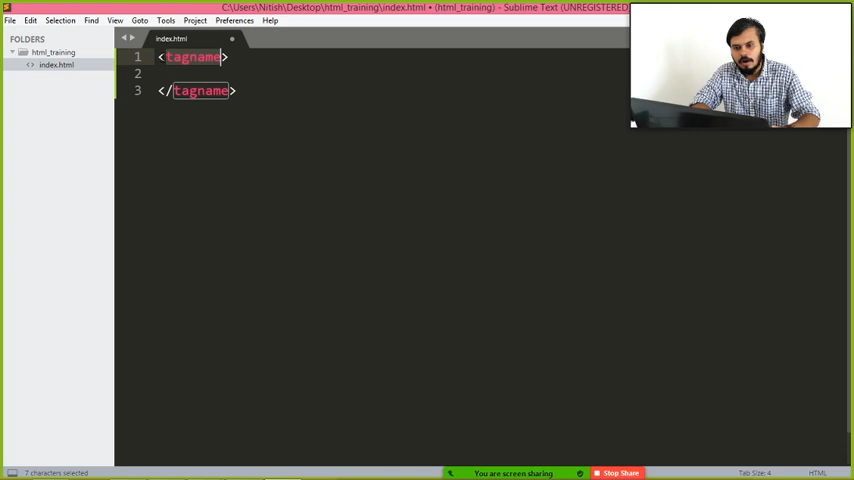 C:\Users\Nitish\Desktop\html_training\index.html • (html_training) - Sublime Text (UNREGISTERED)
File Edit Selection Find View Goto Tools Project Preferences Help
FOLDERS
html_training
<> index.html
index.html
1 <tagname>
2
3 </tagname>
7 characters selected
You are screen sharing
Stop Share
Tab Size: 4
HTML